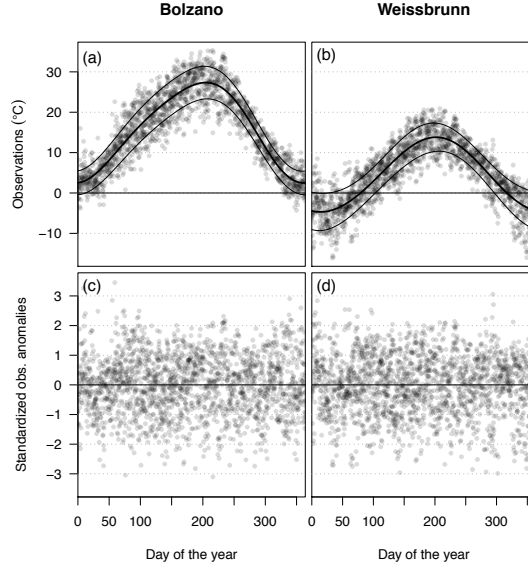 Bolzano Weissbrunn
(a) (b)
Observations (°C)
30
20
10
0
−10
(c) (d)
Standardized obs. anomalies
3
2
1
0
−1
−2
−3
0 50 100 200 300 0 50 100 200 300
Day of the year Day of the year